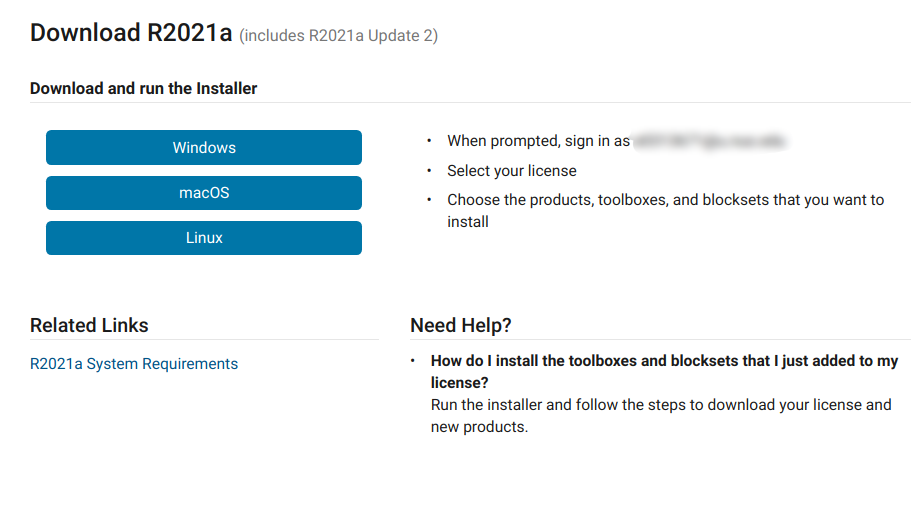 Download R2021a (includes R2021a Update 2)
Download and run the Installer
Windows
macOS
Linux
• When prompted, sign in as
• Select your license
• Choose the products, toolboxes, and blocksets that you want to
install
Related Links
R2021a System Requirements
Need Help?
• How do I install the toolboxes and blocksets that I just added to my
license?
Run the installer and follow the steps to download your license and
new products.